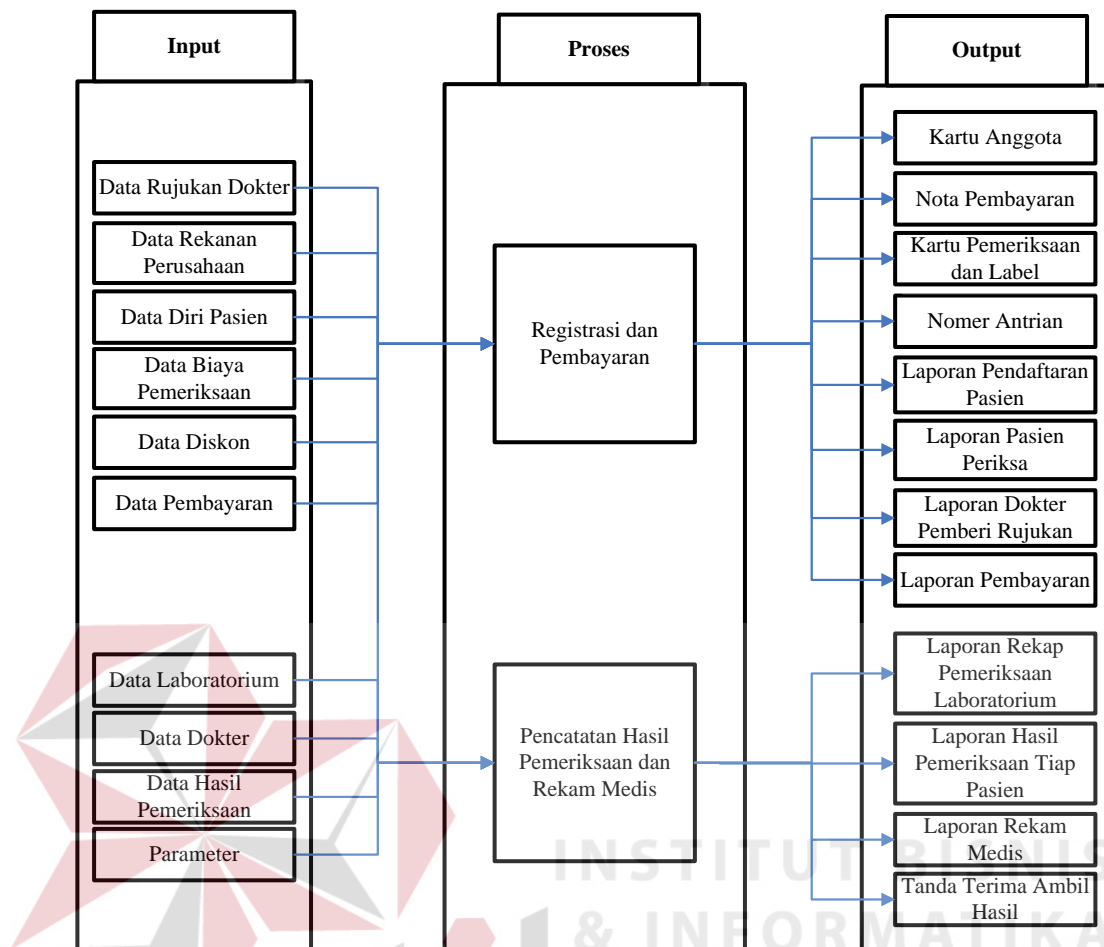 Input
Proses
Output
Data Rujukan Dokter
Data Rekanan
Perusahaan
Data Diri Pasien
Data Biaya
Pemeriksaan
Data Diskon
Data Pembayaran
Data Laboratorium
Data Dokter
Data Hasil
Pemeriksaan
Parameter
Registrasi dan
Pembayaran
Pencatatan Hasil
Pemeriksaan dan
Rekam Medis
Kartu Anggota
Nota Pembayaran
Kartu Pemeriksaan
dan Label
Nomer Antrian
Laporan Pendaftaran
Pasien
Laporan Pasien
Periksa
Laporan Dokter
Pemberi Rujukan
Laporan Pembayaran
Laporan Rekap
Pemeriksaan
Laboratorium
Laporan Hasil
Pemeriksaan Tiap
Pasien
Laporan Rekam
Medis
Tanda Terima Ambil
Hasil
INSTITUT BISNIS
& INFORMATIKA